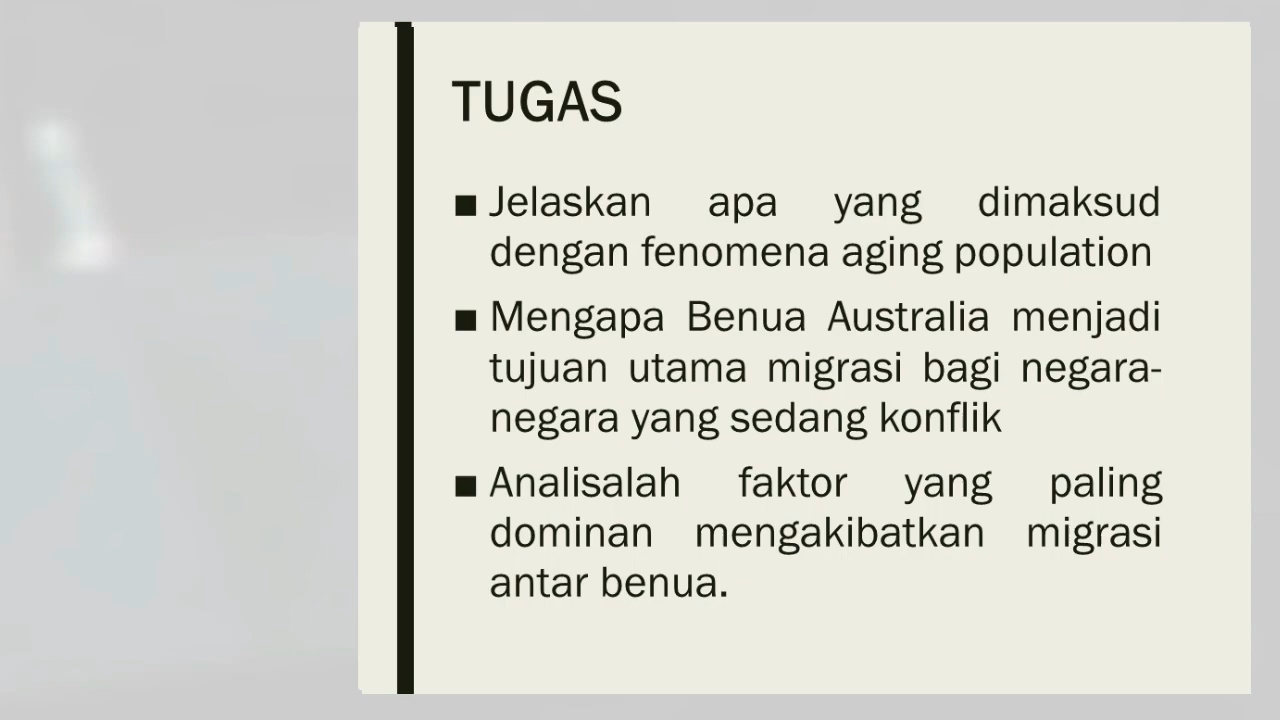 TUGAS
■ Jelaskan apa yang dimaksud
dengan fenomena aging population
■ Mengapa Benua Australia menjadi
tujuan utama migrasi bagi negara-
negara yang sedang konflik
■ Analisalah faktor yang paling
dominan mengakibatkan migrasi
antar benua.